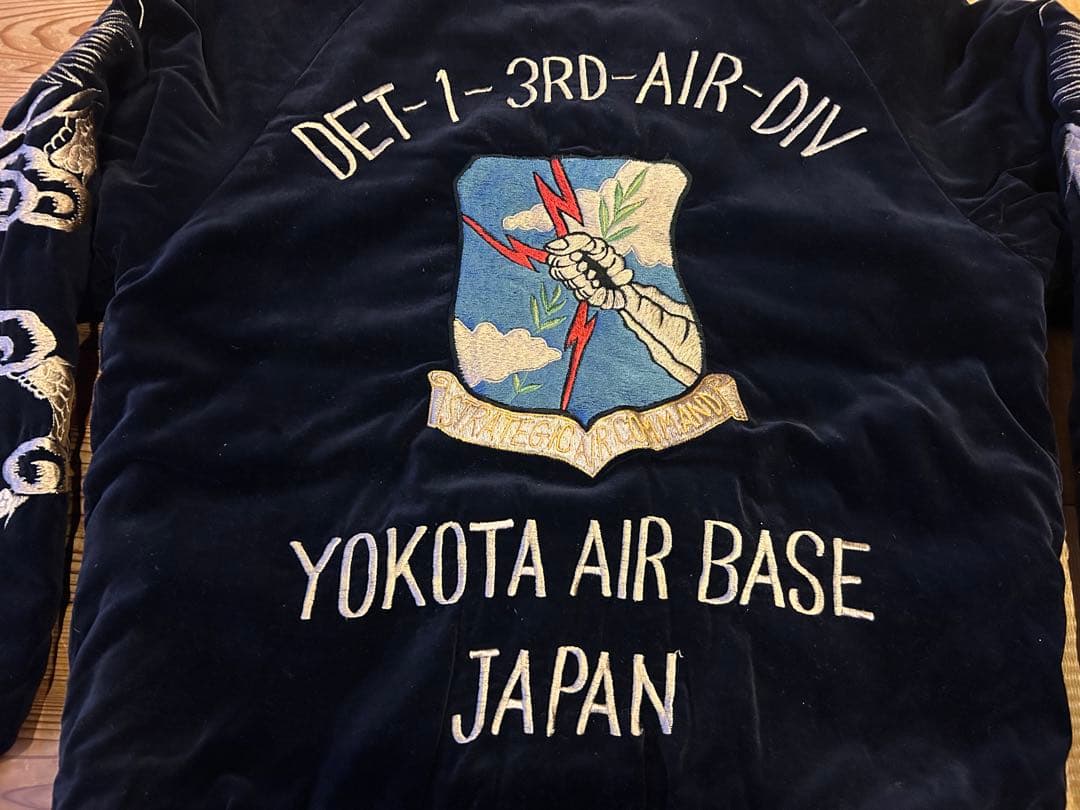 DET-1-3RD-AIR-DIV
STRATEGIC AIR COMMAND
YOKOTA AIR BASE
JAPAN